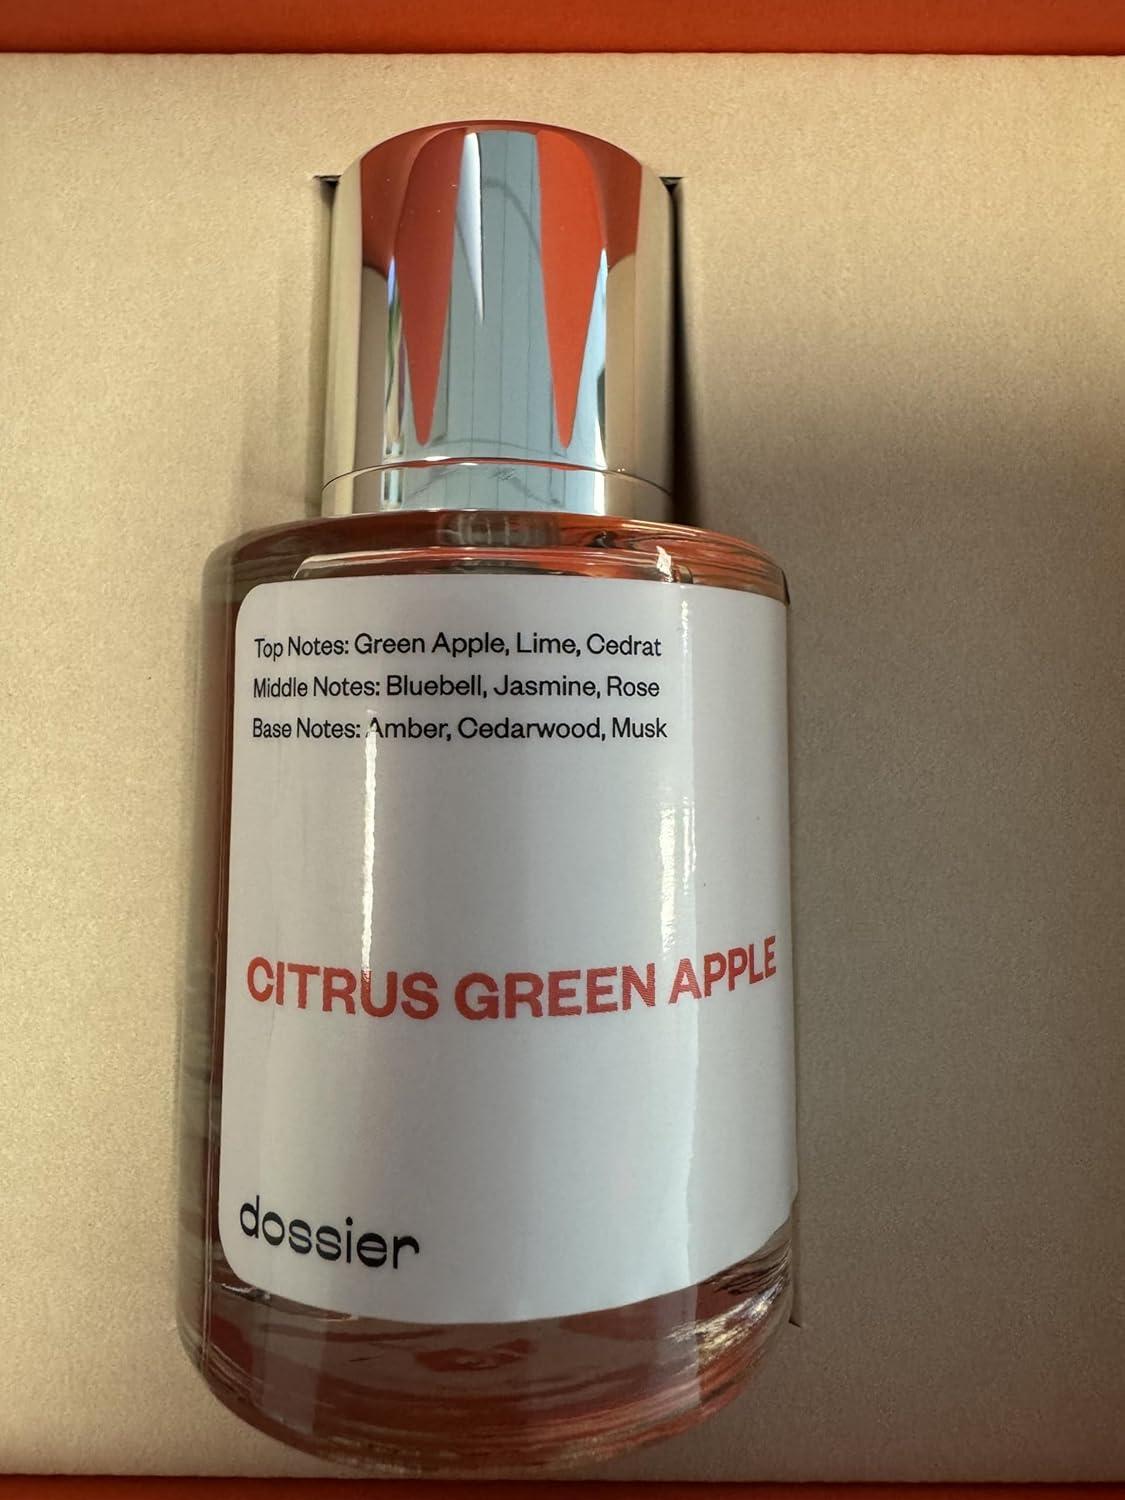 Top Notes: Green Apple, Lime, Cedrat
Middle Notes: Bluebell, Jasmine, Rose
Base Notes: Amber, Cedarwood, Musk
CITRUS GREEN APPLE
dossier